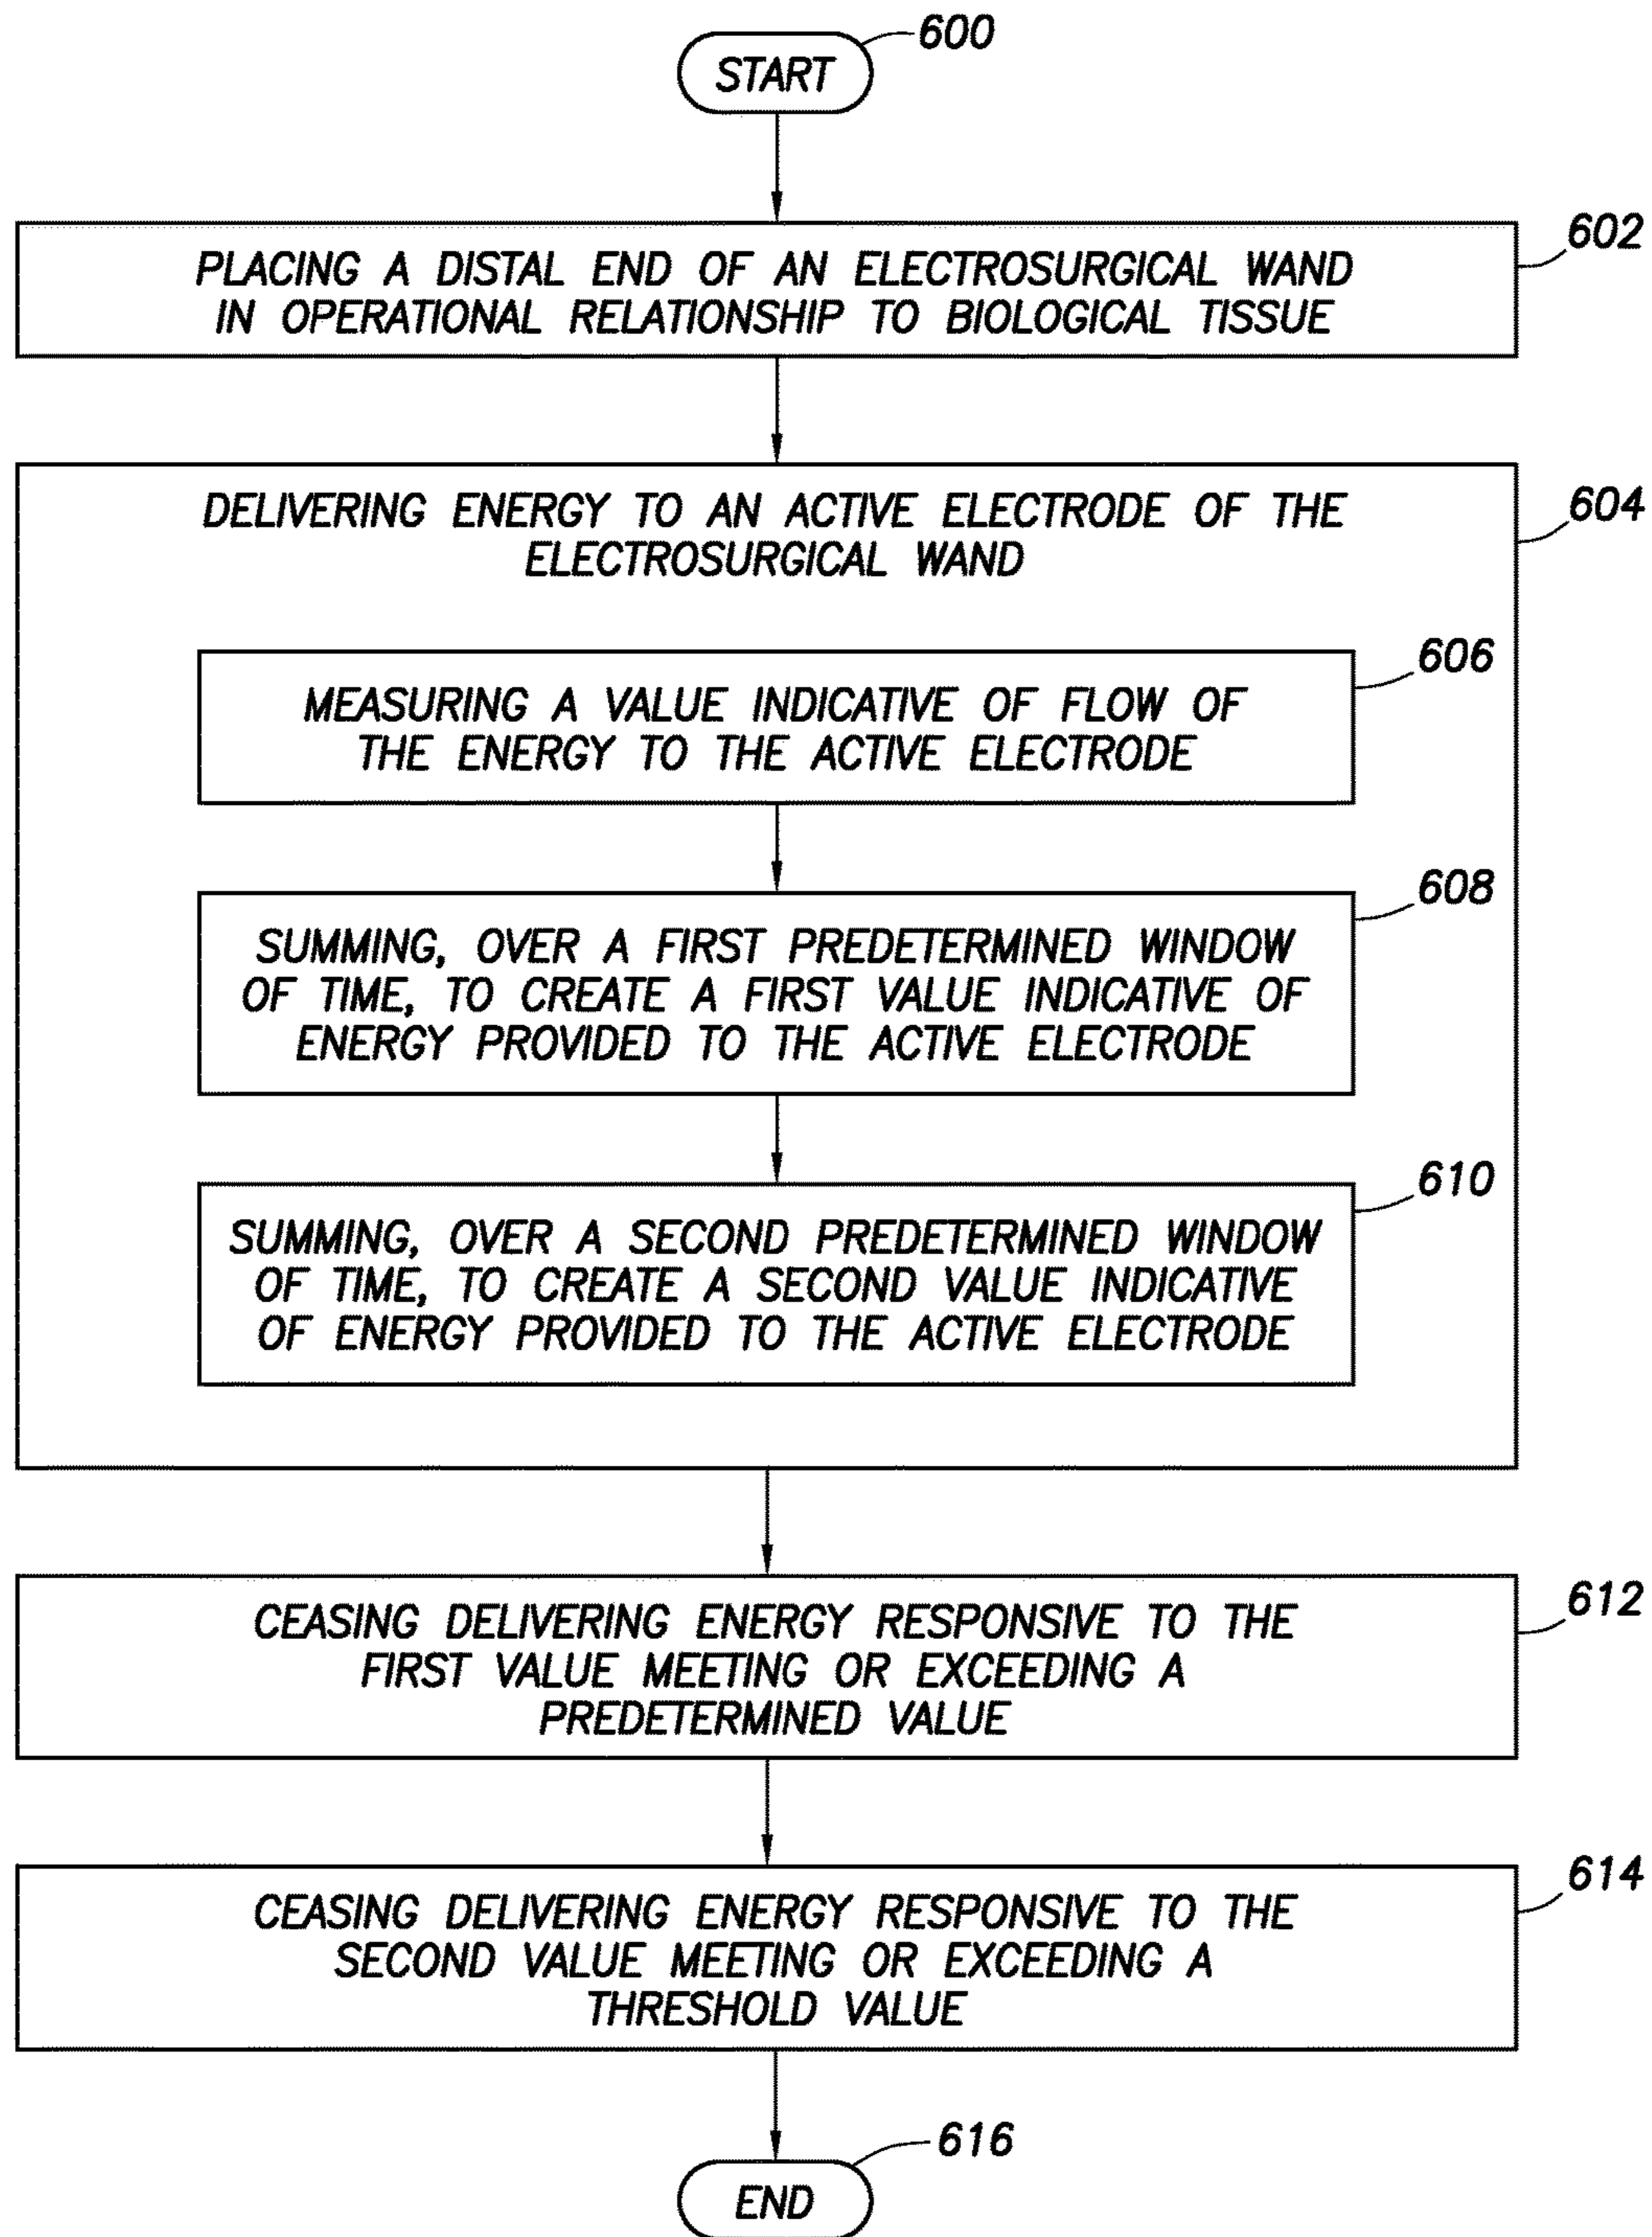 600
START
602
PLACING A DISTAL END OF AN ELECTROSURGICAL WAND
IN OPERATIONAL RELATIONSHIP TO BIOLOGICAL TISSUE
604
DELIVERING ENERGY TO AN ACTIVE ELECTRODE OF THE
ELECTROSURGICAL WAND
606
MEASURING A VALUE INDICATIVE OF FLOW OF
THE ENERGY TO THE ACTIVE ELECTRODE
608
SUMMING, OVER A FIRST PREDETERMINED WINDOW
OF TIME, TO CREATE A FIRST VALUE INDICATIVE OF
ENERGY PROVIDED TO THE ACTIVE ELECTRODE
610
SUMMING, OVER A SECOND PREDETERMINED WINDOW
OF TIME, TO CREATE A SECOND VALUE INDICATIVE
OF ENERGY PROVIDED TO THE ACTIVE ELECTRODE
612
CEASING DELIVERING ENERGY RESPONSIVE TO THE
FIRST VALUE MEETING OR EXCEEDING A
PREDETERMINED VALUE
614
CEASING DELIVERING ENERGY RESPONSIVE TO THE
SECOND VALUE MEETING OR EXCEEDING A
THRESHOLD VALUE
616
END